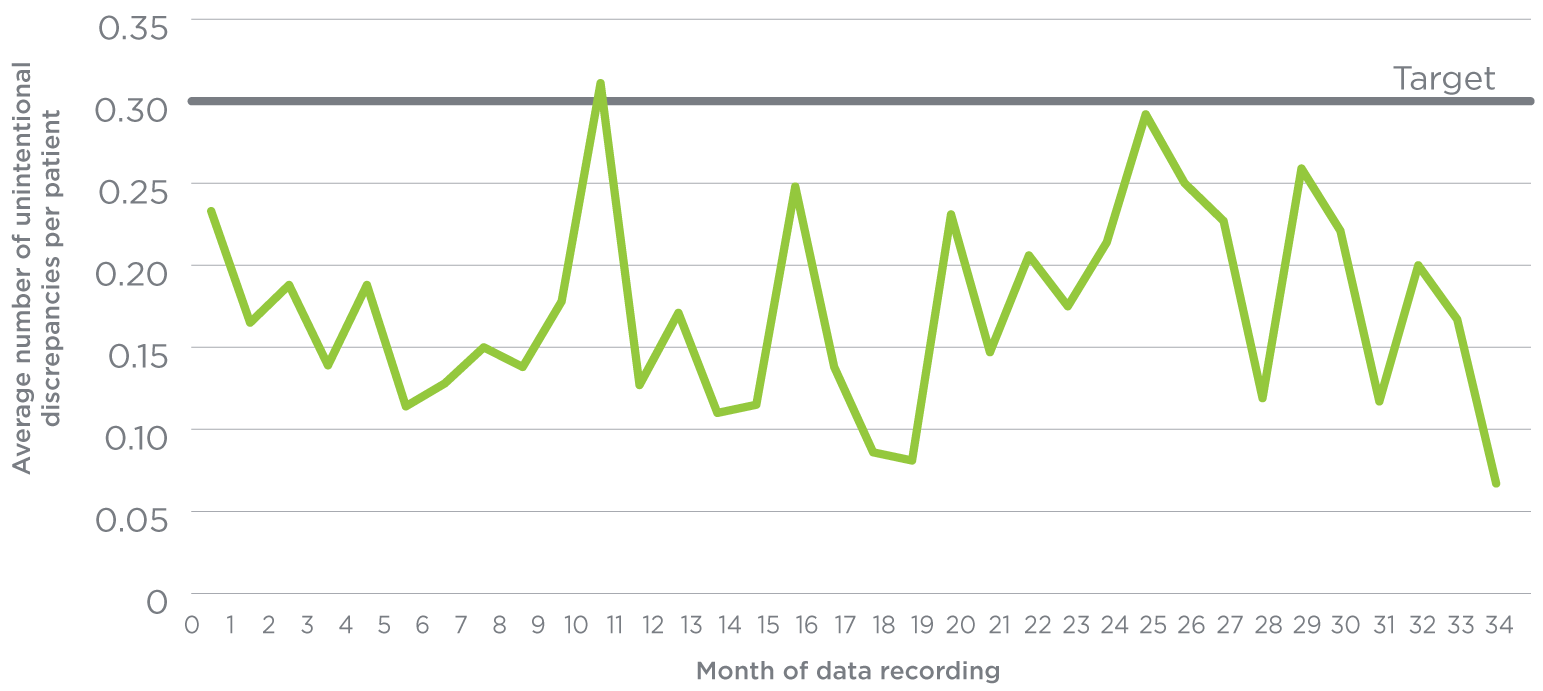 Average number of unintentional
discrepancies per patient
0.35
0.30
0.25
0.20
0.15
0.10
0.05
0
Target
0 1 2 3 4 5 6 7 8 9 10 11 12 13 14 15 16 17 18 19 20 21 22 23 24 25 26 27 28 29 30 31 32 33 34
Month of data recording